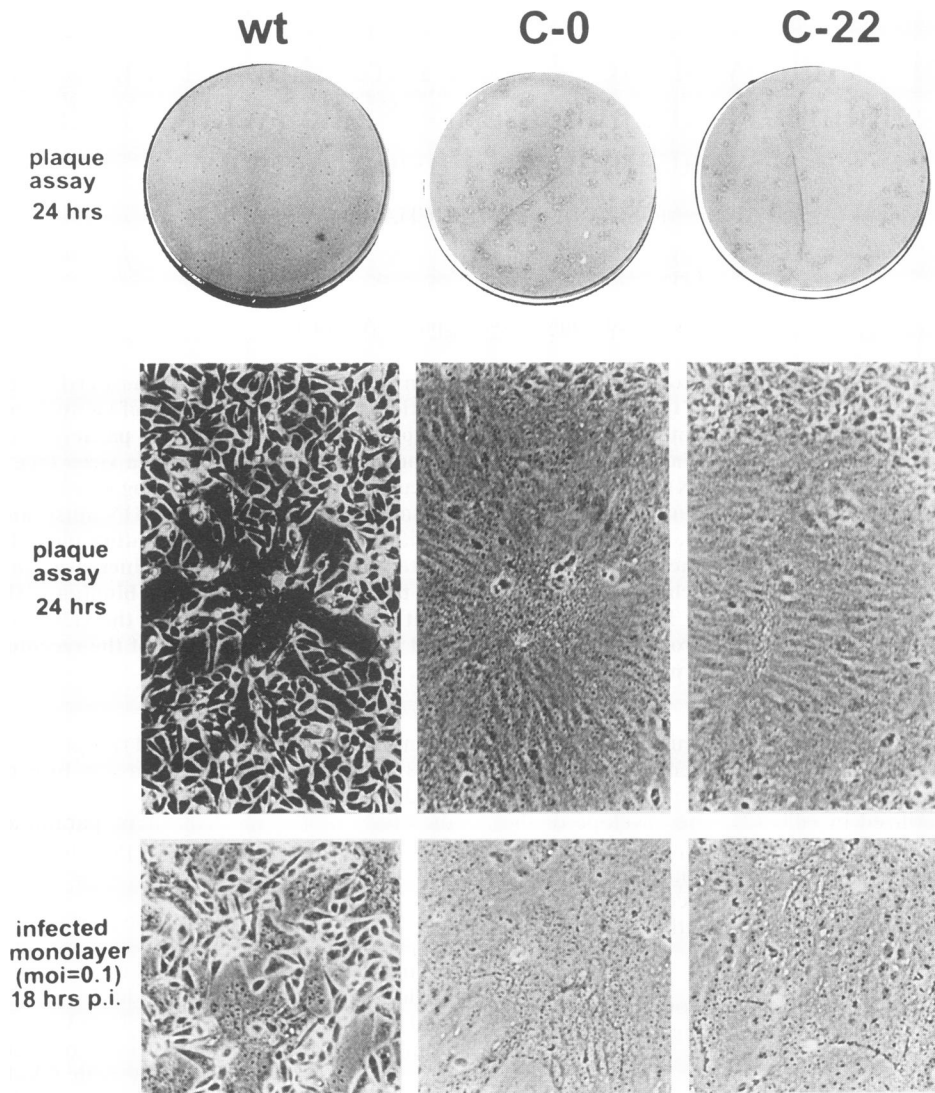 wt C-0 C-22
plaque
assay
24 hrs
plaque
assay
24 hrs
infected
monolayer
(moi=0.1)
18 hrs p.i.